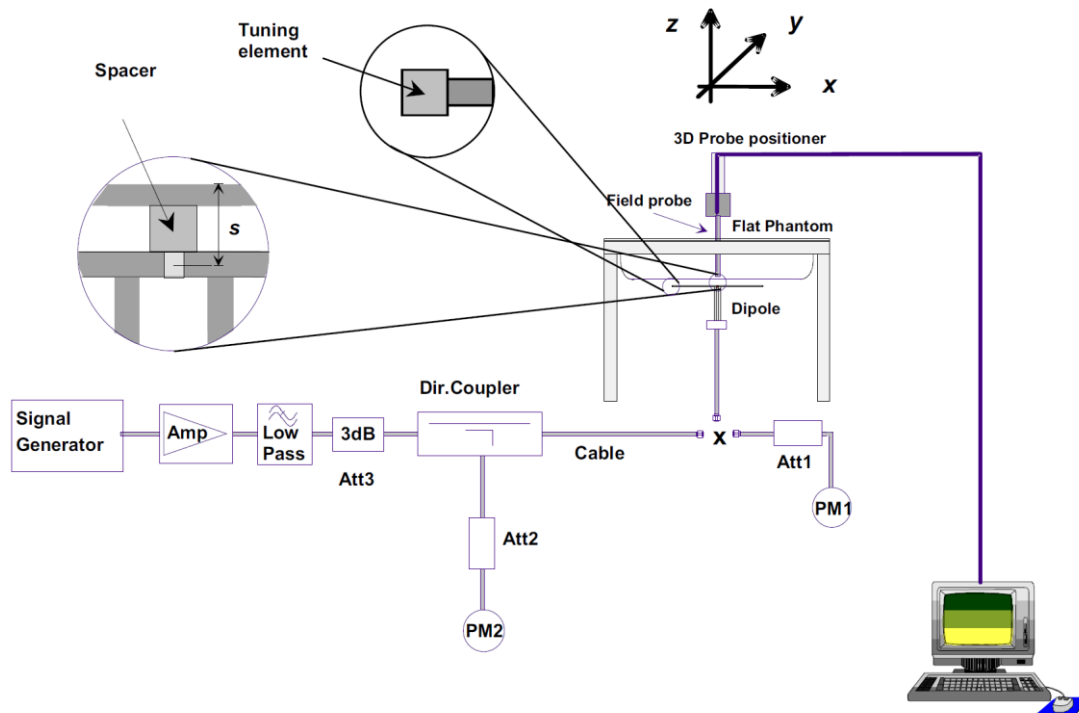 Tuning
element
z
y
x
Spacer
s
3D Probe positioner
Field probe
Flat Phantom
Dipole
Dir.Coupler
Signal
Generator
Amp
Low
Pass
3dB
Att3
Cable
x
Att1
PM1
Att2
PM2